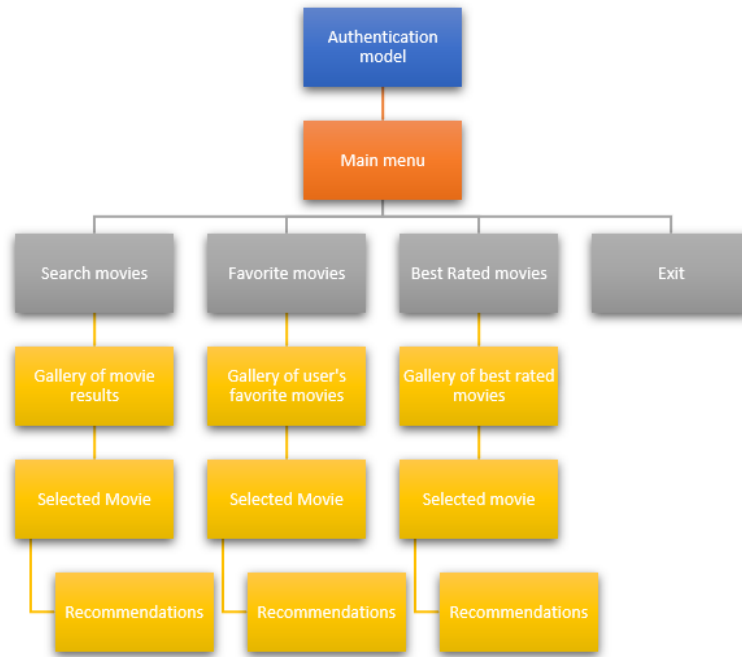 Authentication
model
Main menu
Search movies
Favorite movies
Best Rated movies
Exit
Gallery of movie
results
Gallery of user's
favorite movies
Gallery of best rated
movies
Selected Movie
Selected Movie
Selected movie
Recommendations
Recommendations
Recommendations